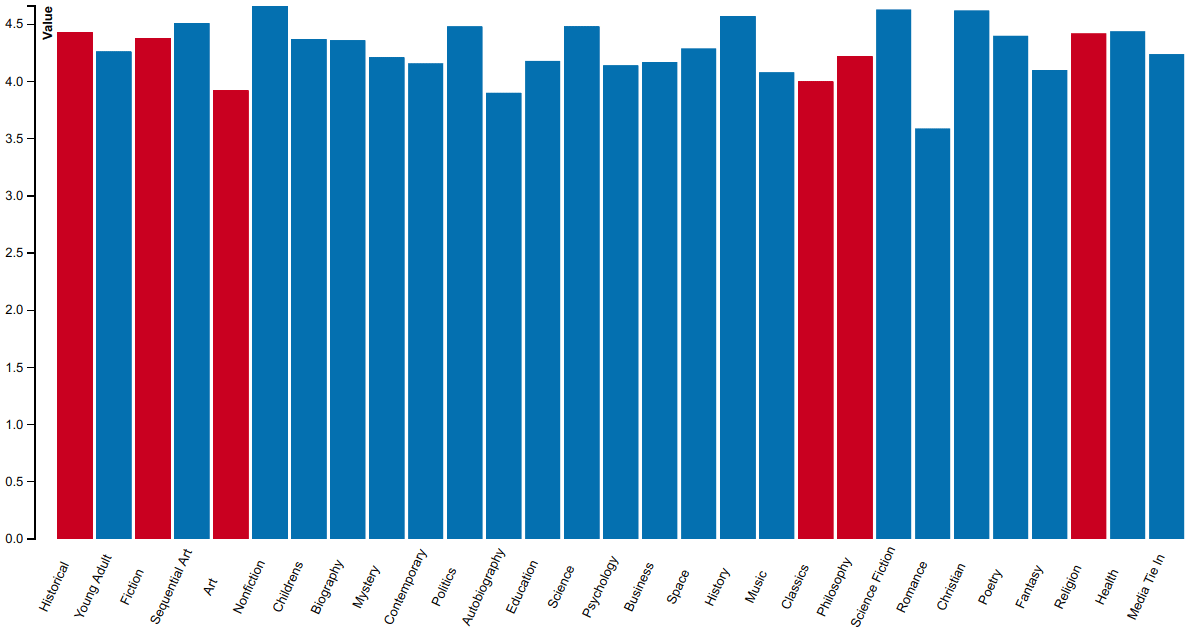 Value
4.5
4.0
3.5
3.0
2.5
2.0
1.5
1.0
0.5
0.0
Historical
Young Adult
Fiction
Sequential Art
Art
Nonfiction
Childrens
Biography
Mystery
Contemporary
Politics
Autobiography
Education
Science
Psychology
Business
Space
History
Music
Classics
Philosophy
Science Fiction
Romance
Christian
Poetry
Fantasy
Religion
Health
Media Tie In